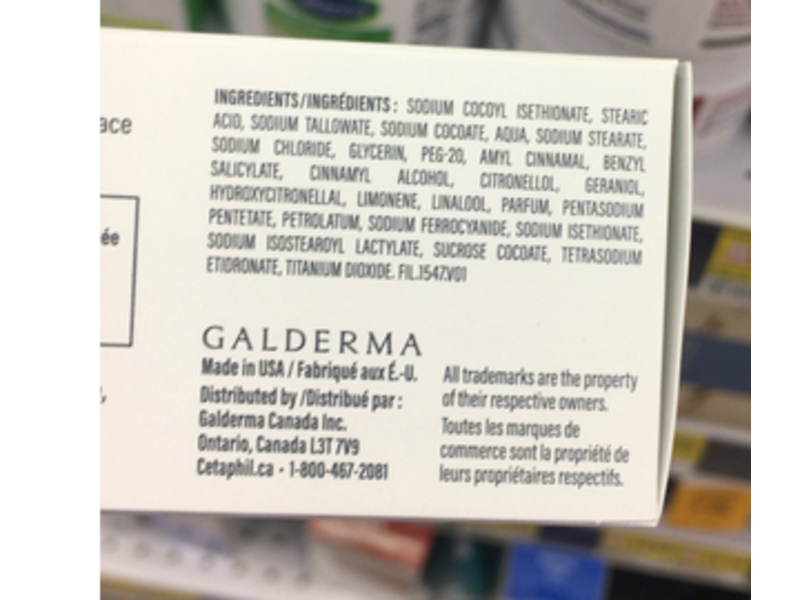 ace
ée
INGREDIENTS/INGRÉDIENTS: SODIUM COCOYL ISETHIONATE, STEARIC
ACID, SODIUM TALLOWATE, SODIUM COCOATE, AQUA, SODIUM STEARATE,
SODIUM CHLORIDE, GLYCERIN, PEG-20, AMYL CINNAMAL, BENZYL
SALICYLATE, CINNAMYL ALCOHOL, CITRONELLOL, GERANIOL,
HYDROXYCITRONELLAL, LIMONENE, LINALOOL, PARFUM, PENTASODIUM
PENTETATE, PETROLATUM, SODIUM FERROCYANIDE, SODIUM ISETHIONATE,
SODIUM ISOSTEAROYL LACTYLATE, SUCROSE COCOATE, TETRASODIUM
ETIDRONATE, TITANIUM DIOXIDE. FIL.1547.V01
GALDERMA
Made in USA / Fabriqué aux É.-U.
Distributed by /Distribué par :
Galderma Canada Inc.
Ontario, Canada L3T 7V9
Cetaphil.ca • 1-800-467-2081
All trademarks are the property
of their respective owners.
Toutes les marques de
commerce sont la propriété de
leurs propriétaires respectifs.